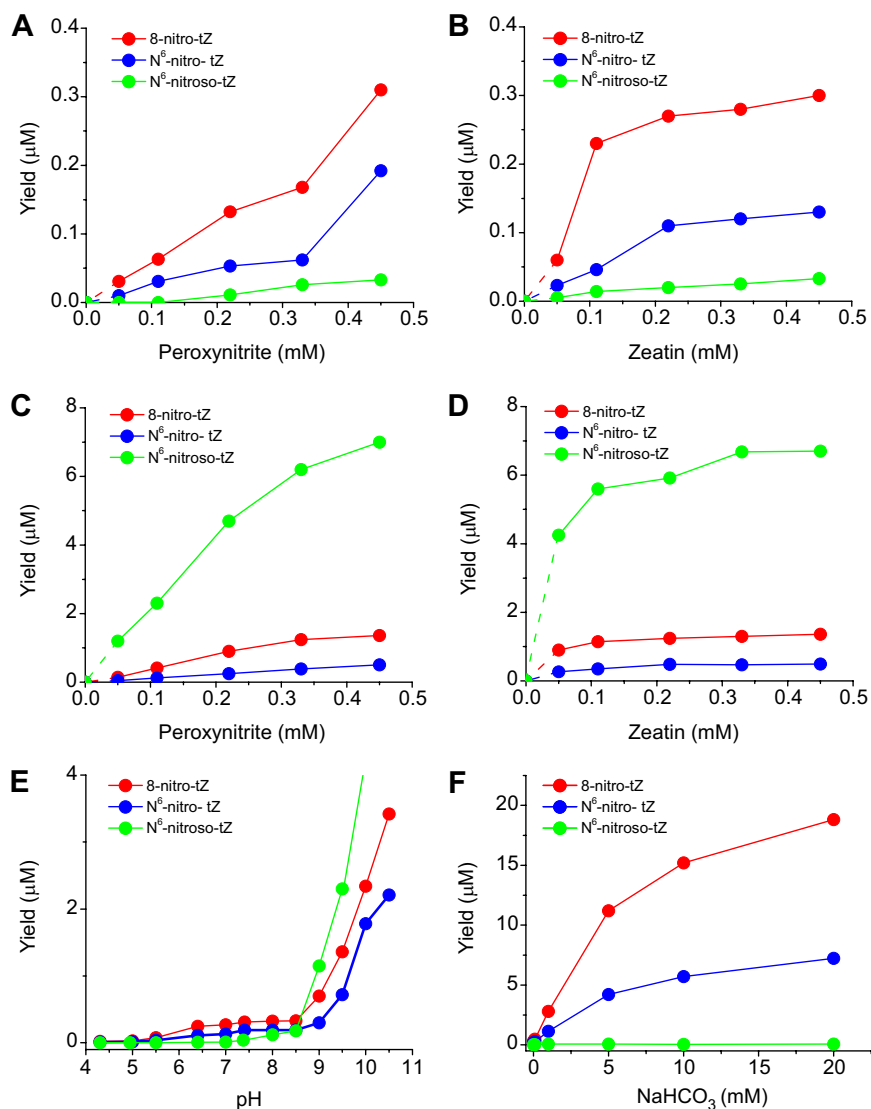 A
8-nitro-tZ
N⁶-nitro- tZ
N⁶-nitroso-tZ
Yield (μM)
0.4
0.3
0.2
0.1
0.0
0.0 0.1 0.2 0.3 0.4 0.5
Peroxynitrite (mM)
B
8-nitro-tZ
N⁶-nitro- tZ
N⁶-nitroso-tZ
Yield (μM)
0.4
0.3
0.2
0.1
0.0
0.0 0.1 0.2 0.3 0.4 0.5
Zeatin (mM)
C
8-nitro-tZ
N⁶-nitro- tZ
N⁶-nitroso-tZ
Yield (μM)
8
6
4
2
0
0.0 0.1 0.2 0.3 0.4 0.5
Peroxynitrite (mM)
D
8-nitro-tZ
N⁶-nitro- tZ
N⁶-nitroso-tZ
Yield (μM)
8
6
4
2
0
0.0 0.1 0.2 0.3 0.4 0.5
Zeatin (mM)
E
8-nitro-tZ
N⁶-nitro- tZ
N⁶-nitroso-tZ
Yield (μM)
4
2
0
4 5 6 7 8 9 10 11
pH
F
8-nitro-tZ
N⁶-nitro- tZ
N⁶-nitroso-tZ
Yield (μM)
20
15
10
5
0
0 5 10 15 20
NaHCO₃ (mM)